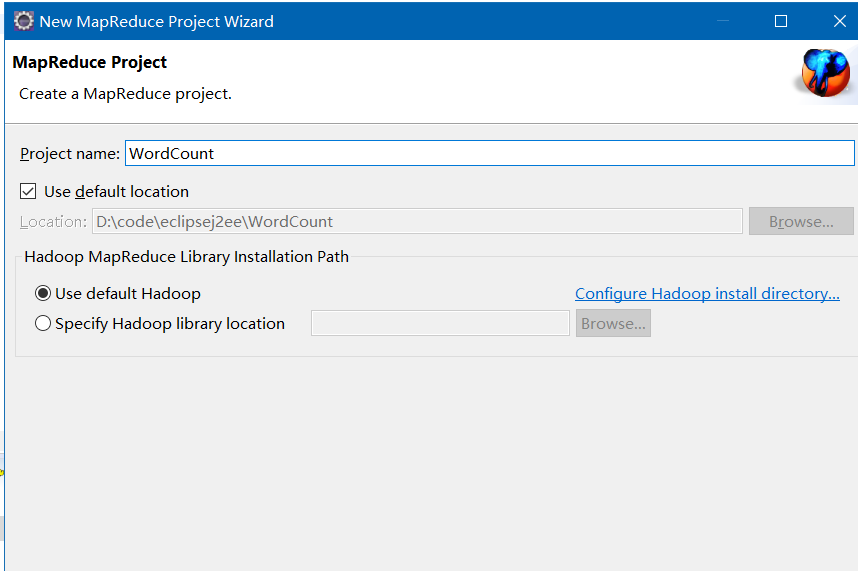 New MapReduce Project Wizard
MapReduce Project
Create a MapReduce project.
Project name: WordCount
Use default location
Location: D:\code\eclipsej2ee\WordCount Browse...
Hadoop MapReduce Library Installation Path
Use default Hadoop Configure Hadoop install directory...
Specify Hadoop library location Browse...